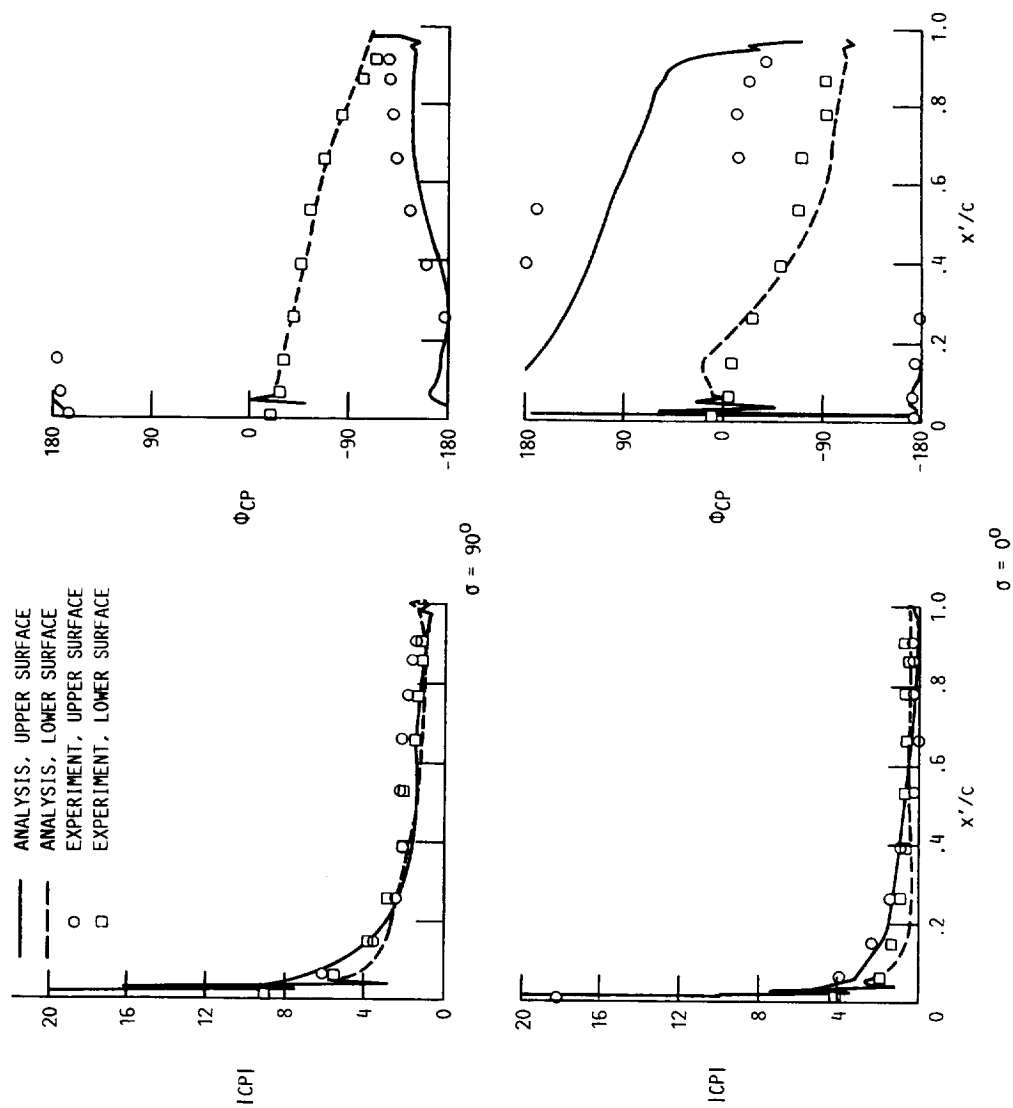 ANALYSIS, UPPER SURFACE
ANALYSIS, LOWER SURFACE
EXPERIMENT, UPPER SURFACE
EXPERIMENT, LOWER SURFACE
20
16
8
4
0
|CP|
σ = 90°
180
90
0
-90
-180
ΦCP
20
16
8
4
0
|CP|
.2
.4
.6
.8
1.0
x'/c
σ = 0°
180
90
0
-90
-180
ΦCP
0
.2
.4
.6
.8
1.0
x'/c